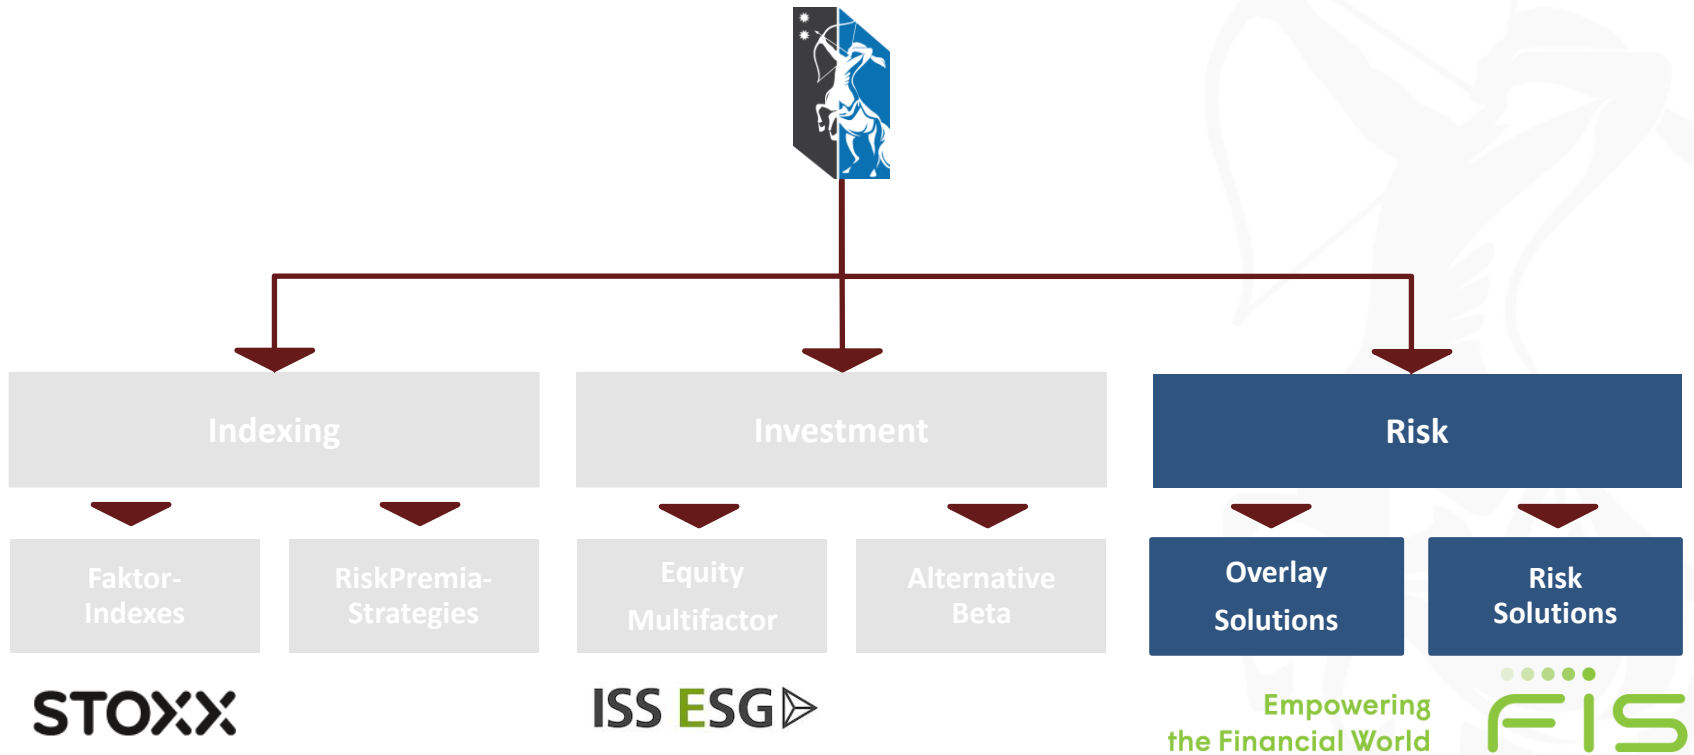 Indexing
Investment
Risk
Faktor-
Indexes
RiskPremia-
Strategies
Equity
Multifactor
Alternative
Beta
Overlay
Solutions
Risk
Solutions
STOXX
ISS ESG
Empowering
the Financial World
FIS